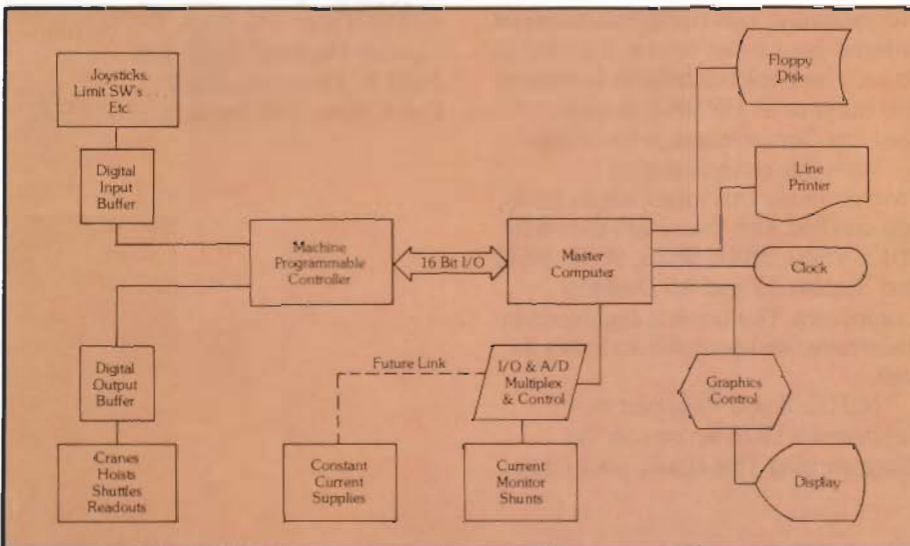 Joysticks,
Limit SW's ...
Etc.
Digital
Input
Buffer
Machine
Programmable
Controller
16 Bit I/O
Master
Computer
Floppy
Disk
Line
Printer
Clock
Digital
Output
Buffer
Future Link
I/O & A/D
Multiplex
& Control
Graphics
Control
Cranes
Hoists
Shuttles
Readouts
Constant
Current
Supplies
Current
Monitor
Shunts
Display